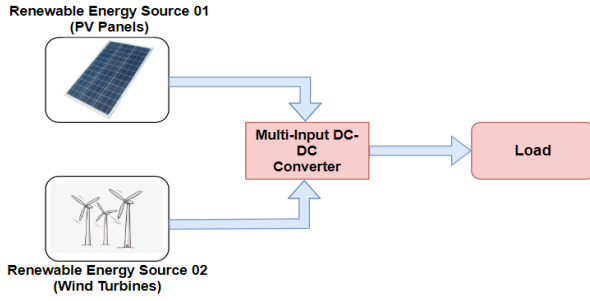 Renewable Energy Source 01
(PV Panels)
Multi-Input DC-
DC
Converter
Load
Renewable Energy Source 02
(Wind Turbines)